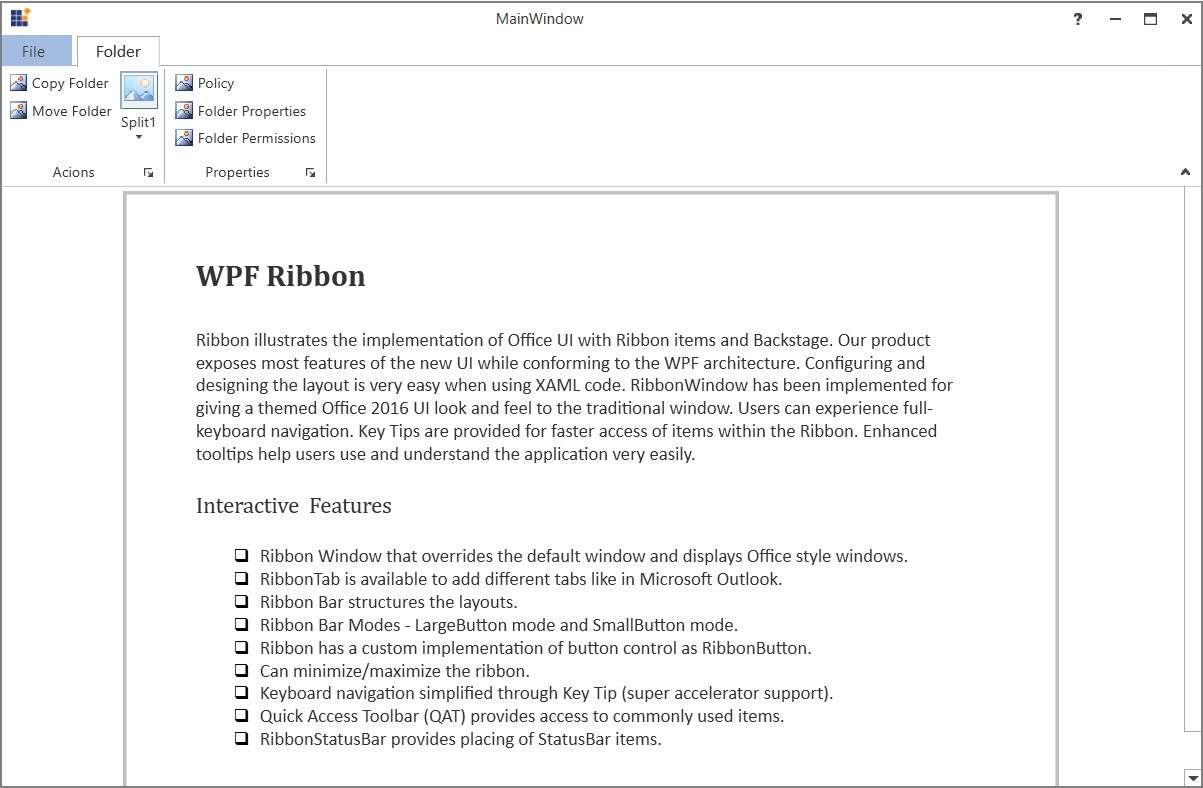 MainWindow
?
File
Folder
Copy Folder
Move Folder
Split1
Acions
Policy
Folder Properties
Folder Permissions
Properties
WPF Ribbon
Ribbon illustrates the implementation of Office UI with Ribbon items and Backstage. Our product
exposes most features of the new UI while conforming to the WPF architecture. Configuring and
designing the layout is very easy when using XAML code. RibbonWindow has been implemented for
giving a themed Office 2016 UI look and feel to the traditional window. Users can experience full-
keyboard navigation. Key Tips are provided for faster access of items within the Ribbon. Enhanced
tooltips help users use and understand the application very easily.
Interactive Features
Ribbon Window that overrides the default window and displays Office style windows.
RibbonTab is available to add different tabs like in Microsoft Outlook.
Ribbon Bar structures the layouts.
Ribbon Bar Modes - LargeButton mode and SmallButton mode.
Ribbon has a custom implementation of button control as RibbonButton.
Can minimize/maximize the ribbon.
Keyboard navigation simplified through Key Tip (super accelerator support).
Quick Access Toolbar (QAT) provides access to commonly used items.
RibbonStatusBar provides placing of StatusBar items.